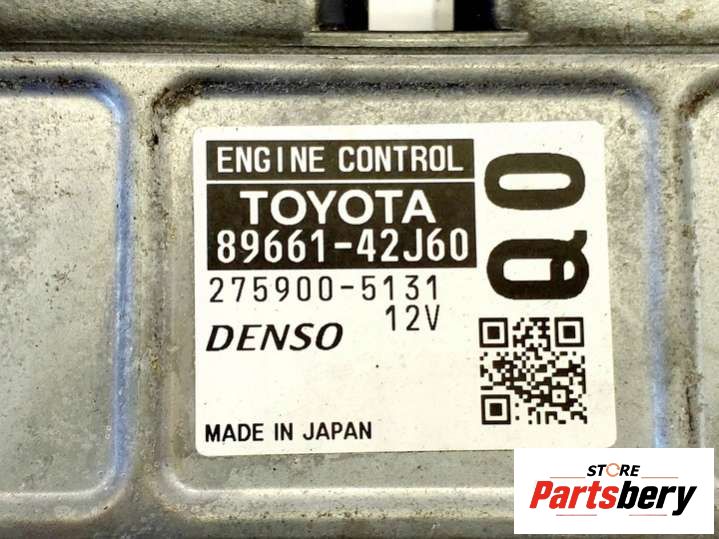 ENGINE CONTROL
TOYOTA
89661-42J60
275900-5131
12V
DENSO
MADE IN JAPAN
0Q
STORE
Partsbery